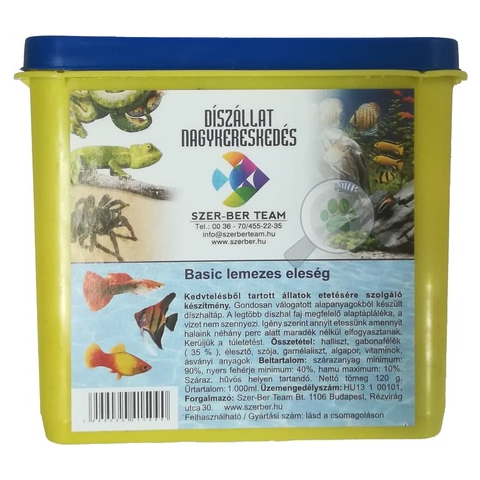 DÍSZÁLLAT
NAGYKERESKEDÉS
SZER-BER TEAM
Tel.: 00 36 - 70/455-22-35
info@szerberteam.hu
www.szerber.hu
Basic lemezes eleség
Kedvtelésből tartott állatok etetésére szolgáló
készítmény. Gondosan válogatott alapanyagokból készült
díszhaltáp. A legtöbb díszhal faj megfelelő alaptápláléka, a
vizet nem szennyezi. Igény szerint annyit etessünk amennyit
halaink néhány perc alatt maradék nélkül elfogyasztanak.
Kerüljük a túletetést. Összetétel: halliszt, gabonafélék
( 35 % ), élesztő, szója, gamélaliszt, algapor, vitaminok,
ásványi anyagok. Beltartalom: szárazanyag minimum:
90%, nyers fehérje minimum: 40%, hamu maximum: 10%.
Száraz, hűvös helyen tartandó. Nettó tömeg 120 g.
Űrtartalom: 1.000ml. Üzemengedélyszám: HU13 1 00101,
Forgalmazó: Szer-Ber Team Bt. 1106 Budapest, Rézvirág
utca 30. www.szerber.hu
Felhasználható / Gyártási szám: lásd a csomagoláson